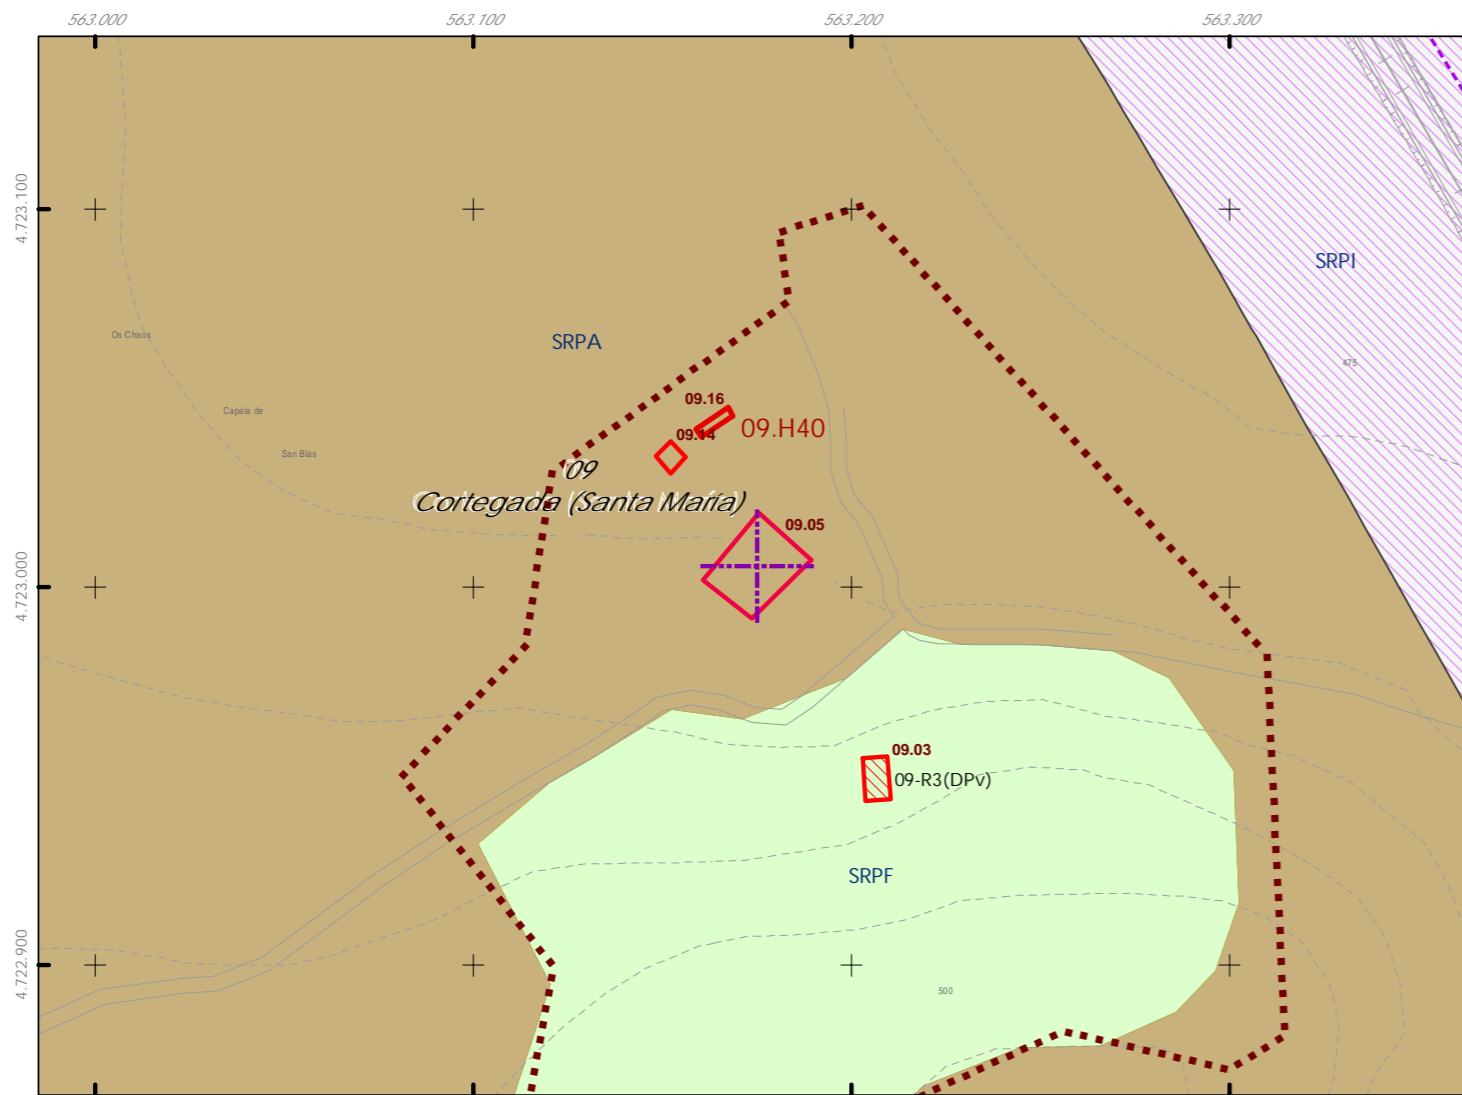 563.000
563.100
563.200
563.300
4.723.100
SRPI
Os Chaos
SRPA
475
09.16
Capela de
09.H40
09.14
San Blas
09
Cortegada (Santa María)
09.05
4.723.000
09.03
09-R3(DPv)
SRPF
4.722.900
500